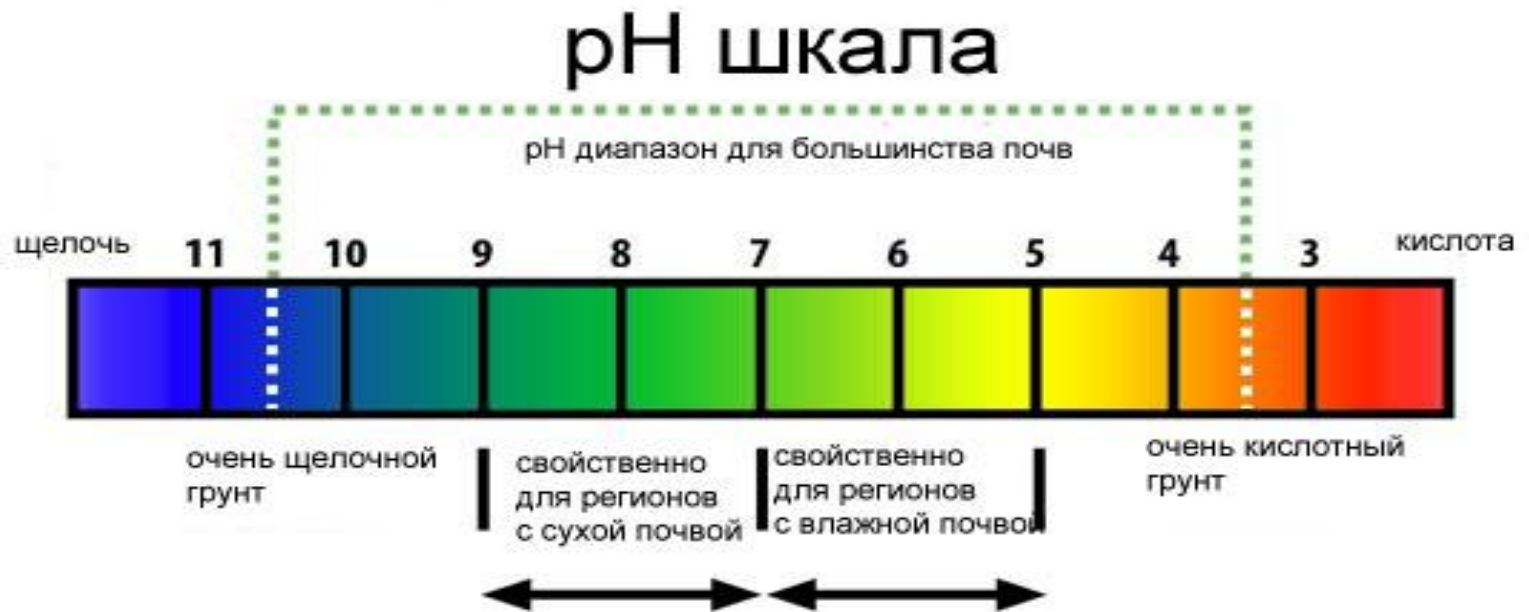 pH шкала
pH диапазон для большинства почв
щелочь 11 10 9 8 7 6 5 4 3 кислота
очень щелочной
грунт
свойственно
для регионов
с сухой почвой
свойственно
для регионов
с влажной почвой
очень кислотный
грунт